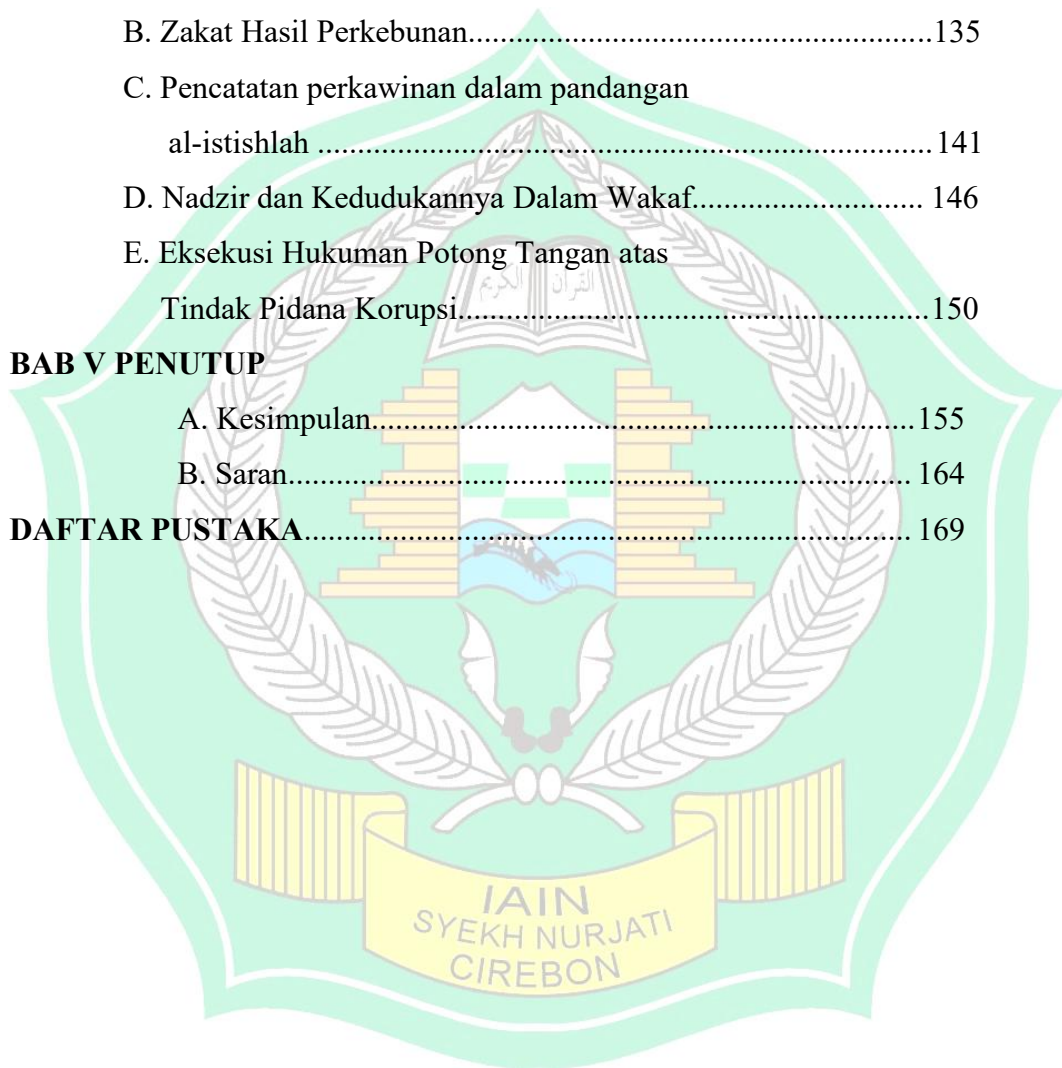 B. Zakat Hasil Perkebunan......................................................135
C. Pencatatan perkawinan dalam pandangan
al-istishlah ........................................................................141
D. Nadzir dan Kedudukannya Dalam Wakaf........................... 146
E. Eksekusi Hukuman Potong Tangan atas
القرآن الكريم
Tindak Pidana Korupsi.......................................................150
BAB V PENUTUP
A. Kesimpulan...............................................................155
B. Saran........................................................................ 164
DAFTAR PUSTAKA....................................................................... 169
IAIN
SYEKH NURJATI
CIREBON